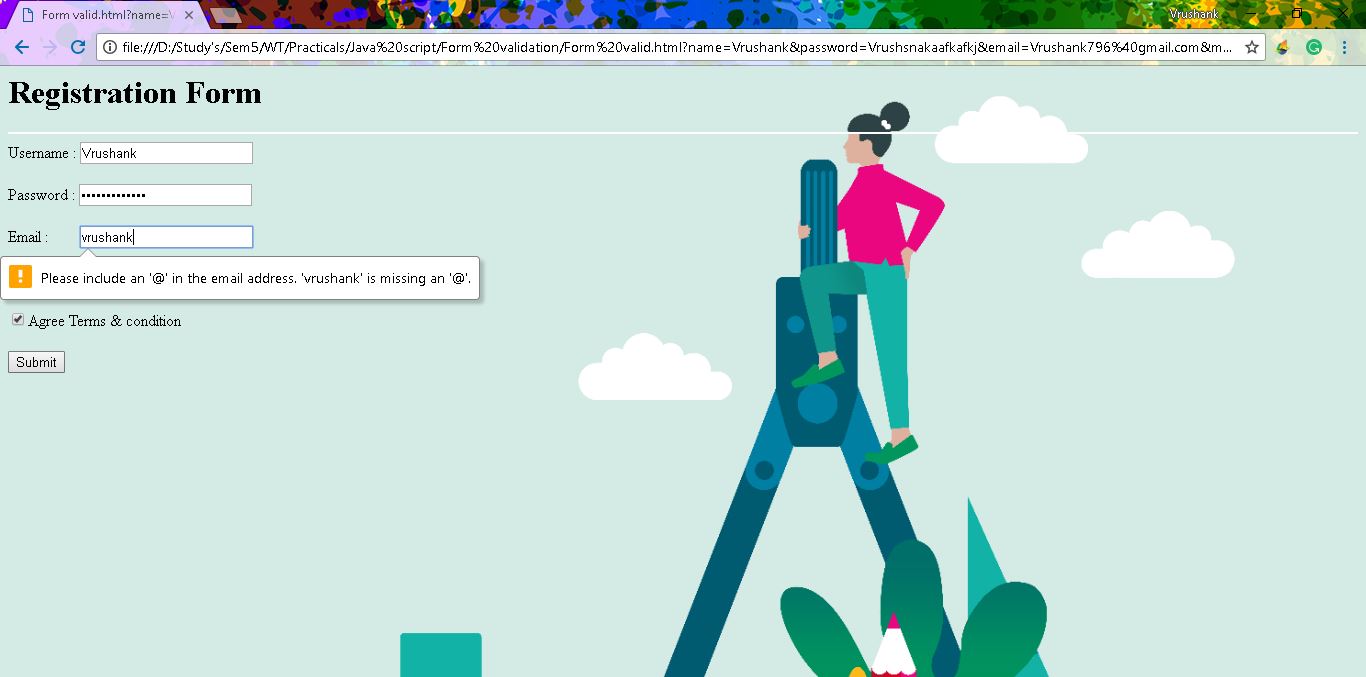 Form valid.html?name=V
Vrushank
file:///D:/Study's/Sem5/WT/Practicals/Java%20script/Form%20validation/Form%20valid.html?name=Vrushank&password=Vrushsnakaafkafkj&email=Vrushank796%40gmail.com&m...
Registration Form
Username : Vrushank
Password : •••••••••••••
Email : vrushank
! Please include an '@' in the email address. 'vrushank' is missing an '@'.
Agree Terms & condition
Submit